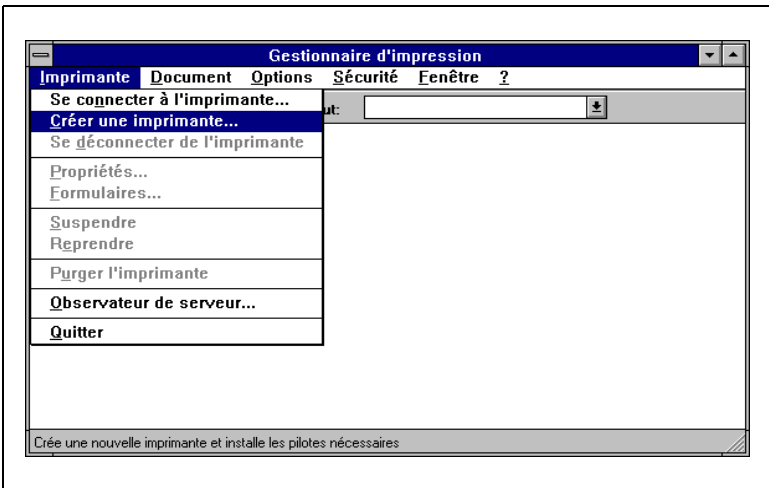 Gestionnaire d'impression
Imprimante Document Options Sécurité Fenêtre ?
Se connecter à l'imprimante...
ut:
Créer une imprimante...
Se déconnecter de l'imprimante
Propriétés...
Formulaires...
Suspendre
Reprendre
Purger l'imprimante
Observateur de serveur...
Quitter
Crée une nouvelle imprimante et installe les pilotes nécessaires